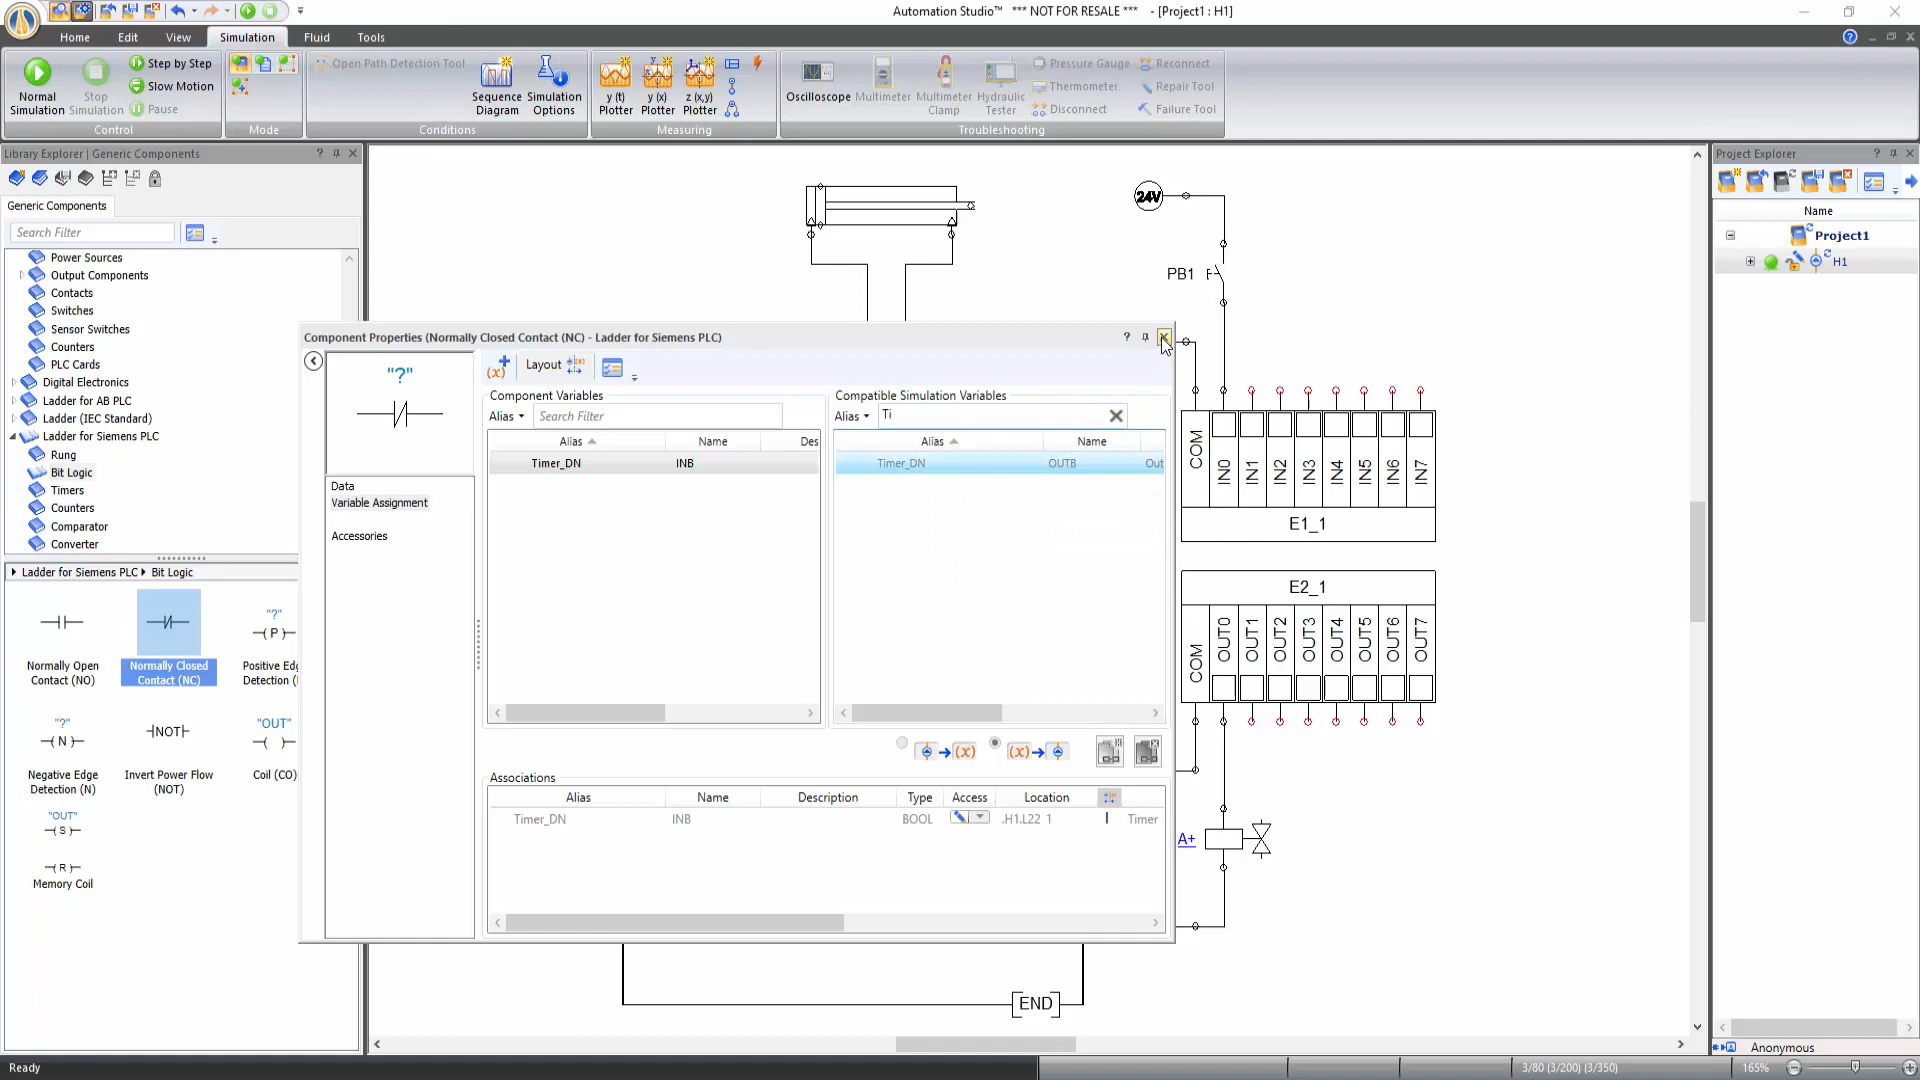 Automation Studio™ *** NOT FOR RESALE *** - [Project1 : H1]
Home Edit View Simulation Fluid Tools
Normal Simulation
Stop Simulation
Step by Step
Slow Motion
Pause
Control
Mode
Open Path Detection Tool
Sequence Diagram
Simulation Options
Conditions
y (t) Plotter
y (x) Plotter
z (x,y) Plotter
Measuring
Oscilloscope
Multimeter
Multimeter Clamp
Hydraulic Tester
Pressure Gauge
Thermometer
Disconnect
Reconnect
Repair Tool
Failure Tool
Troubleshooting
Library Explorer | Generic Components
Generic Components
Search Filter
Power Sources
Output Components
Contacts
Switches
Sensor Switches
Counters
PLC Cards
Digital Electronics
Ladder for AB PLC
Ladder (IEC Standard)
Ladder for Siemens PLC
Rung
Bit Logic
Timers
Counters
Comparator
Converter
Ladder for Siemens PLC Bit Logic
Normally Open Contact (NO)
Normally Closed Contact (NC)
"?"
(P)
Positive Ed
Detection (
"?"
(N)
Negative Edge Detection (N)
NOT
Invert Power Flow (NOT)
"OUT"
( )
Coil (CO)
"OUT"
(S)
(R)
Memory Coil
Component Properties (Normally Closed Contact (NC) - Ladder for Siemens PLC)
"?"
Data
Variable Assignment
Accessories
(x)
Layout
Component Variables
Alias Search Filter
Alias Name Des
Timer_DN INB
Compatible Simulation Variables
Alias Ti
Alias Name
Timer_DN OUTB Out
(x) (x)
Associations
Alias Name Description Type Access Location
Timer_DN INB BOOL .H1.L22 1 Timer
24V
PB1
COM IN0 IN1 IN2 IN3 IN4 IN5 IN6 IN7
E1_1
E2_1
COM OUT0 OUT1 OUT2 OUT3 OUT4 OUT5 OUT6 OUT7
A+
END
Project Explorer
Name
Project1
H1
Anonymous
Ready
3/80 (3/200) (3/350)
165%